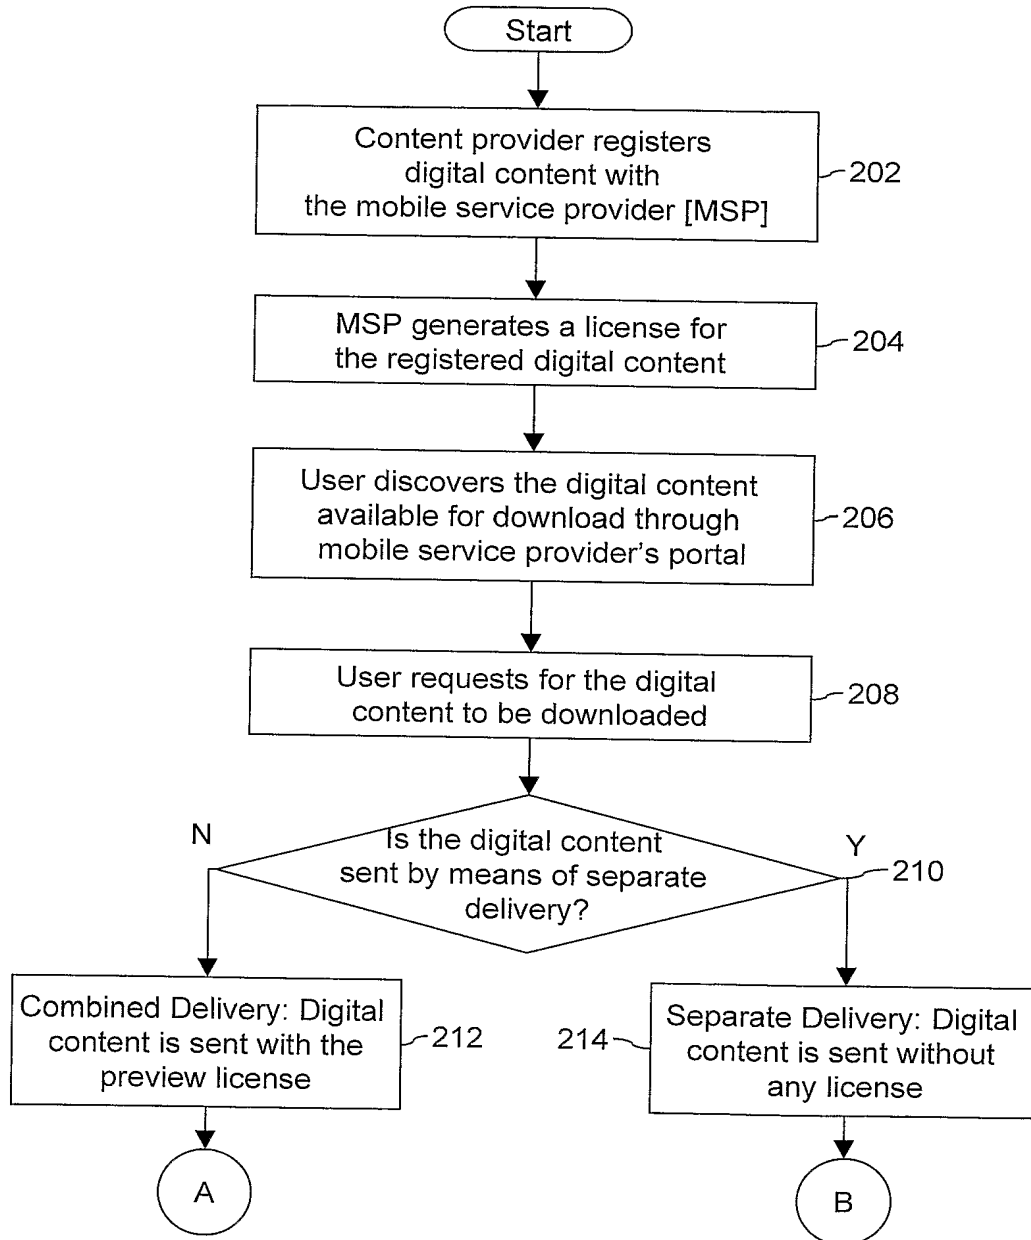 Start
Content provider registers
digital content with
the mobile service provider [MSP]
202
MSP generates a license for
the registered digital content
204
User discovers the digital content
available for download through
mobile service provider's portal
206
User requests for the digital
content to be downloaded
208
N
Is the digital content
sent by means of separate
delivery?
Y
210
Combined Delivery: Digital
content is sent with the
preview license
212
214
Separate Delivery: Digital
content is sent without
any license
A
B